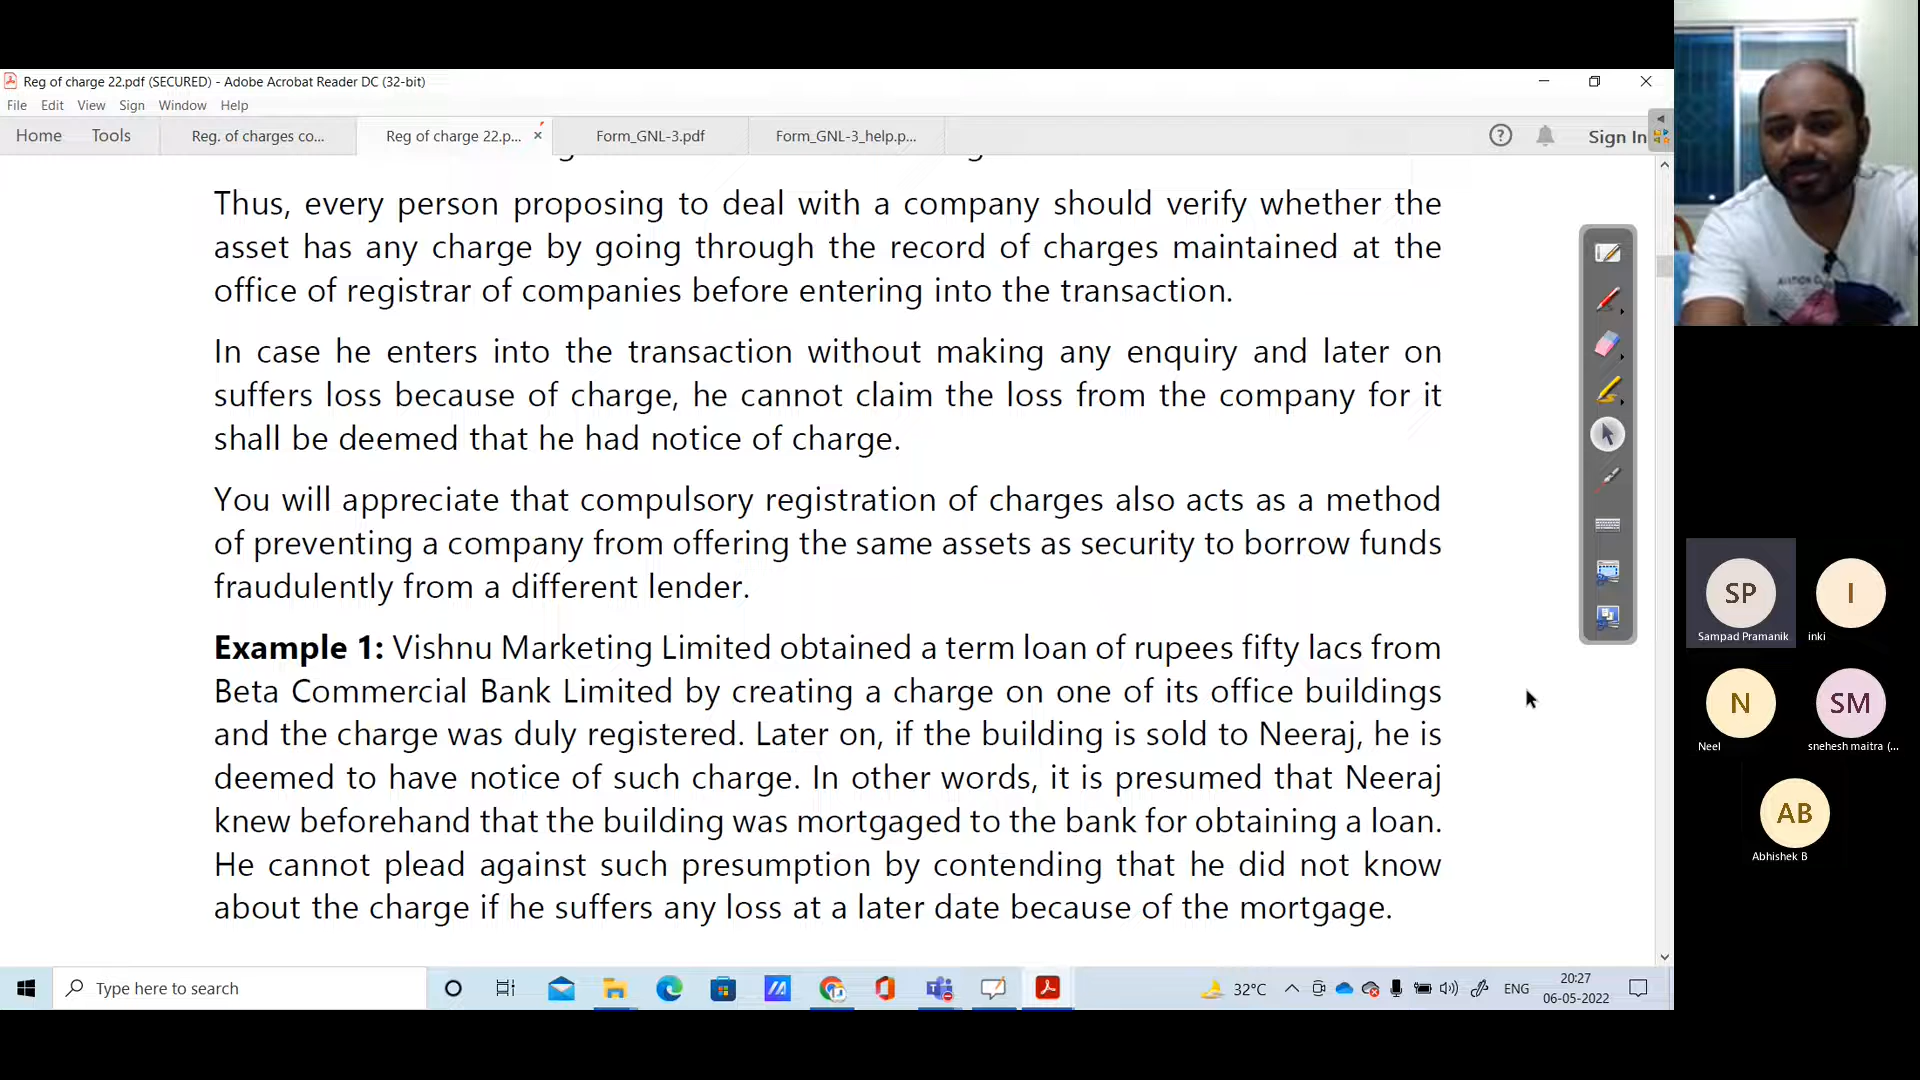 Reg of charge 22.pdf (SECURED) - Adobe Acrobat Reader DC (32-bit)
File Edit View Sign Window Help
Home Tools Reg. of charges co... Reg of charge 22.p... × Form_GNL-3.pdf Form_GNL-3_help.p... Sign In
Thus, every person proposing to deal with a company should verify whether the
asset has any charge by going through the record of charges maintained at the
office of registrar of companies before entering into the transaction.
In case he enters into the transaction without making any enquiry and later on
suffers loss because of charge, he cannot claim the loss from the company for it
shall be deemed that he had notice of charge.
You will appreciate that compulsory registration of charges also acts as a method
of preventing a company from offering the same assets as security to borrow funds
fraudulently from a different lender.
Example 1: Vishnu Marketing Limited obtained a term loan of rupees fifty lacs from
Beta Commercial Bank Limited by creating a charge on one of its office buildings
and the charge was duly registered. Later on, if the building is sold to Neeraj, he is
deemed to have notice of such charge. In other words, it is presumed that Neeraj
knew beforehand that the building was mortgaged to the bank for obtaining a loan.
He cannot plead against such presumption by contending that he did not know
about the charge if he suffers any loss at a later date because of the mortgage.
SP
Sampad Pramanik
I
inki
N
Neel
SM
snehesh maitra (...
AB
Abhishek B
Type here to search
32°C
ENG
20:27
06-05-2022